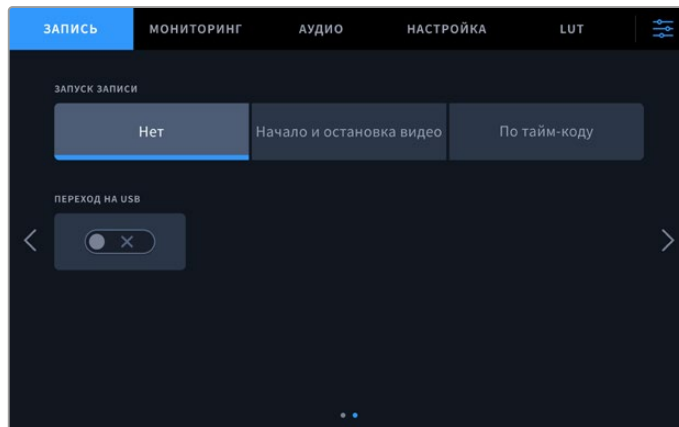 ЗАПИСЬ МОНИТОРИНГ АУДИО НАСТРОЙКА LUT
ЗАПУСК ЗАПИСИ
Нет Начало и остановка видео По тайм-коду
ПЕРЕХОД НА USB